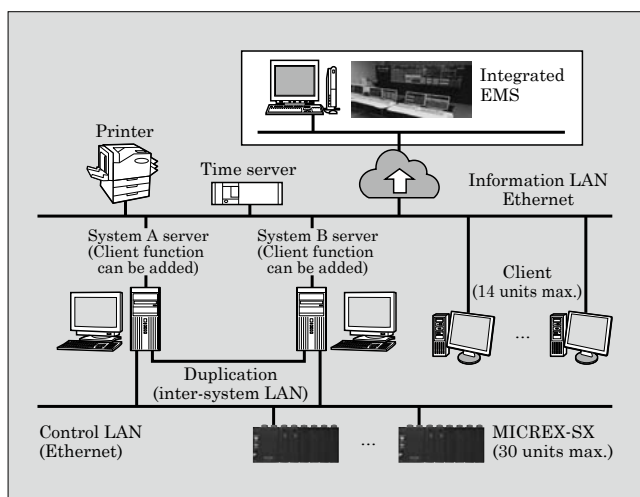 Integrated
EMS
Printer
Time server
Information LAN
Ethernet
System A server
(Client function
can be added)
System B server
(Client function
can be added)
Client
(14 units max.)
...
Duplication
(inter-system LAN)
Control LAN
(Ethernet)
...
MICREX-SX
(30 units max.)